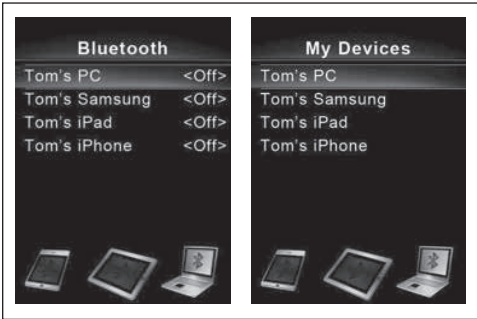 Bluetooth
Tom's PC <Off>
Tom's Samsung <Off>
Tom's iPad <Off>
Tom's iPhone <Off>
My Devices
Tom's PC
Tom's Samsung
Tom's iPad
Tom's iPhone